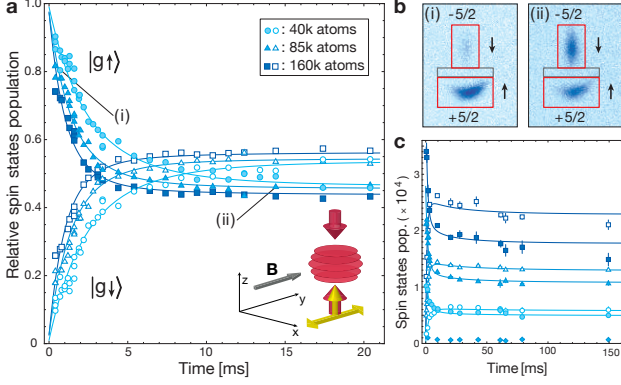 a
Relative spin states population
1.0
0.8
0.6
0.4
0.2
0
0
5
10
15
20
Time [ms]
|g↑⟩
|g↓⟩
(i)
(ii)
: 40k atoms
: 85k atoms
: 160k atoms
B
z
y
x
b
(i)
-5/2
+5/2
(ii)
-5/2
+5/2
c
Spin states pop. (× 10⁴)
3
2
1
0
0
50
100
150
Time [ms]